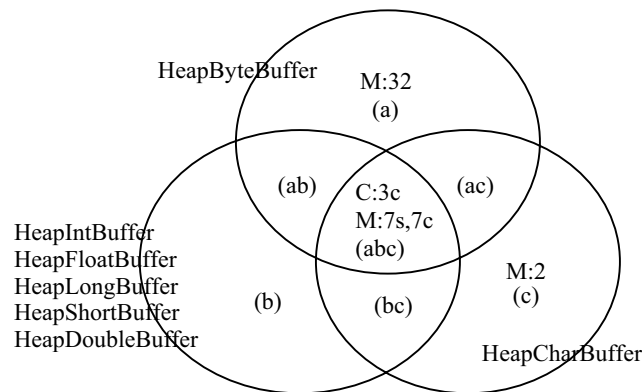 HeapByteBuffer
M:32
(a)
(ab)
C:3c
M:7s,7c
(abc)
(ac)
HeapIntBuffer
HeapFloatBuffer
HeapLongBuffer
HeapShortBuffer
HeapDoubleBuffer
(b)
(bc)
M:2
(c)
HeapCharBuffer